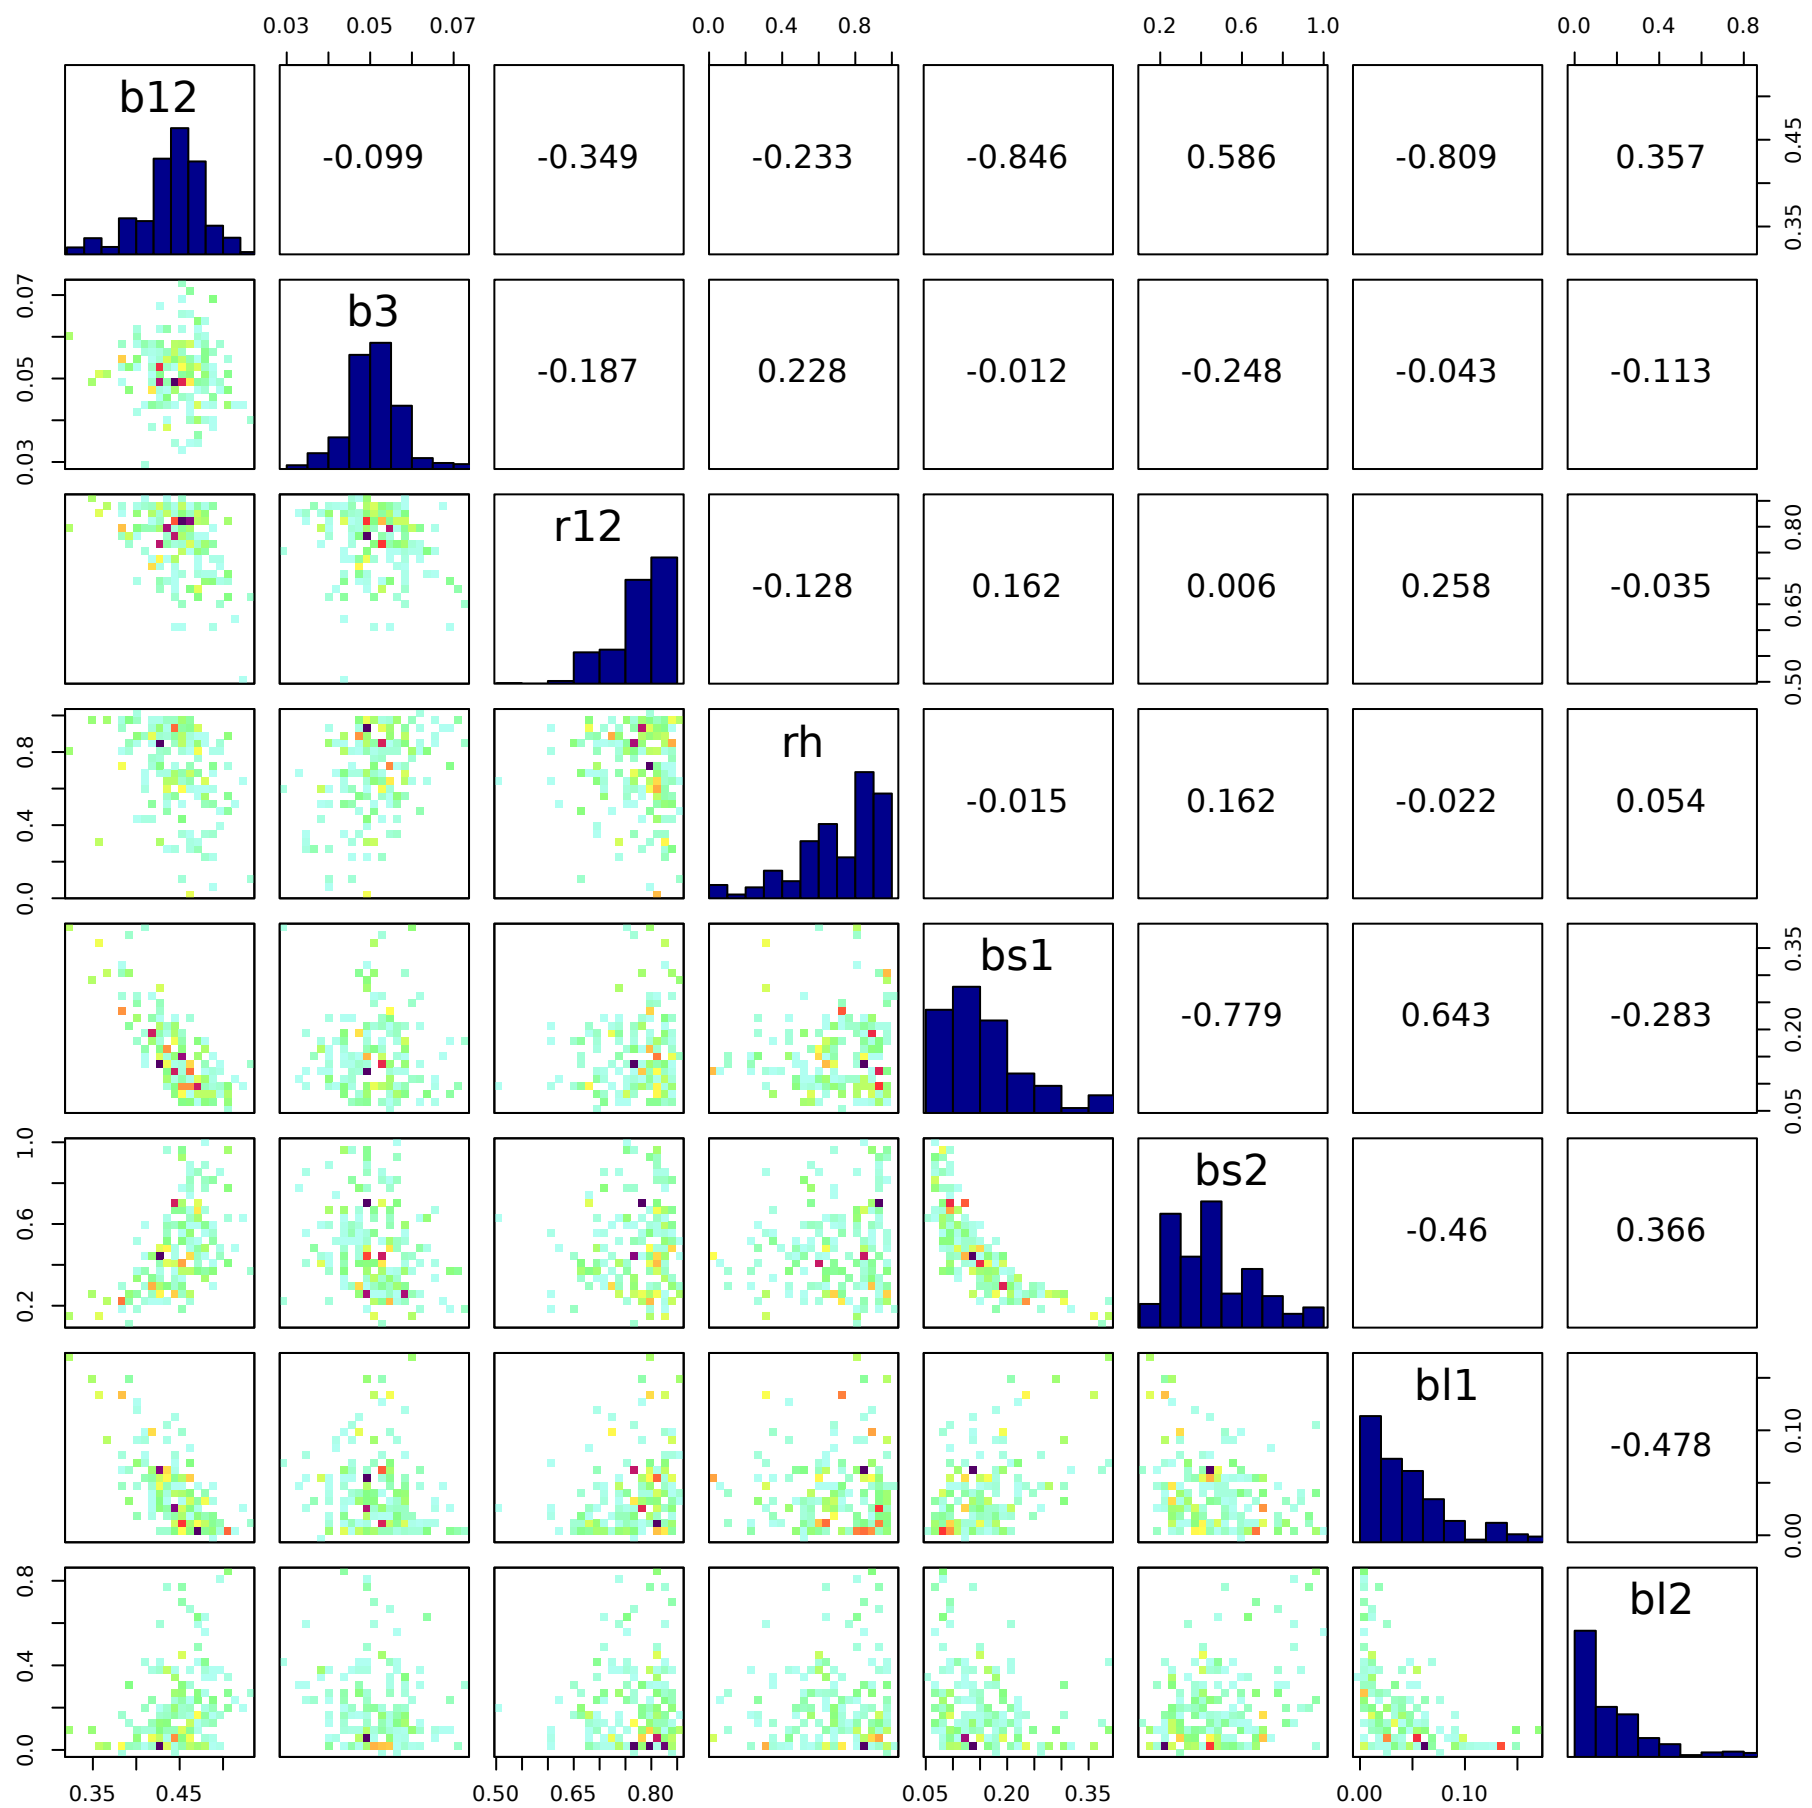 0.03 0.05 0.07 0.0 0.8 0.2 0.6 1.0 0.0 0.4 0.8
b12 -0.099 -0.349 -0.233 -0.846 0.586 -0.809 0.357 0.35 0.45
0.03 0.05 0.07 b3 -0.187 0.228 -0.012 -0.248 -0.043 -0.113
r12 -0.128 0.162 0.006 0.258 -0.035 0.50 0.65 0.80
0.0 0.4 0.8 rh -0.015 0.162 -0.022 0.054
bs1 -0.779 0.643 -0.283 0.05 0.20 0.35
0.2 0.6 1.0 bs2 -0.46 0.366
bl1 -0.478 0.00 0.10
0.0 0.4 0.8 bl2
0.35 0.45 0.50 0.65 0.80 0.05 0.20 0.35 0.00 0.10